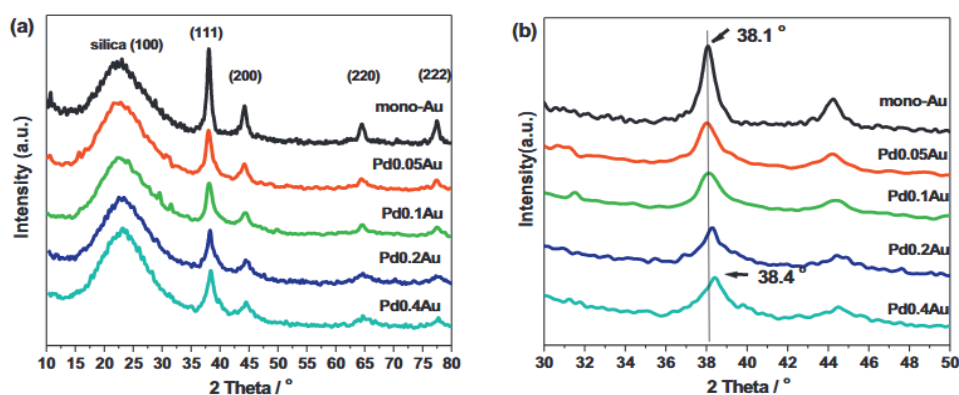 (a)
silica (100)
(111)
(200)
(220)
(222)
mono-Au
Pd0.05Au
Pd0.1Au
Pd0.2Au
Pd0.4Au
Intensity (a.u.)
10 15 20 25 30 35 40 45 50 55 60 65 70 75 80
2 Theta / °
(b)
38.1 °
mono-Au
Pd0.05Au
Pd0.1Au
Pd0.2Au
38.4 °
Pd0.4Au
Intensity(a.u.)
30 32 34 36 38 40 42 44 46 48 50
2 Theta / °